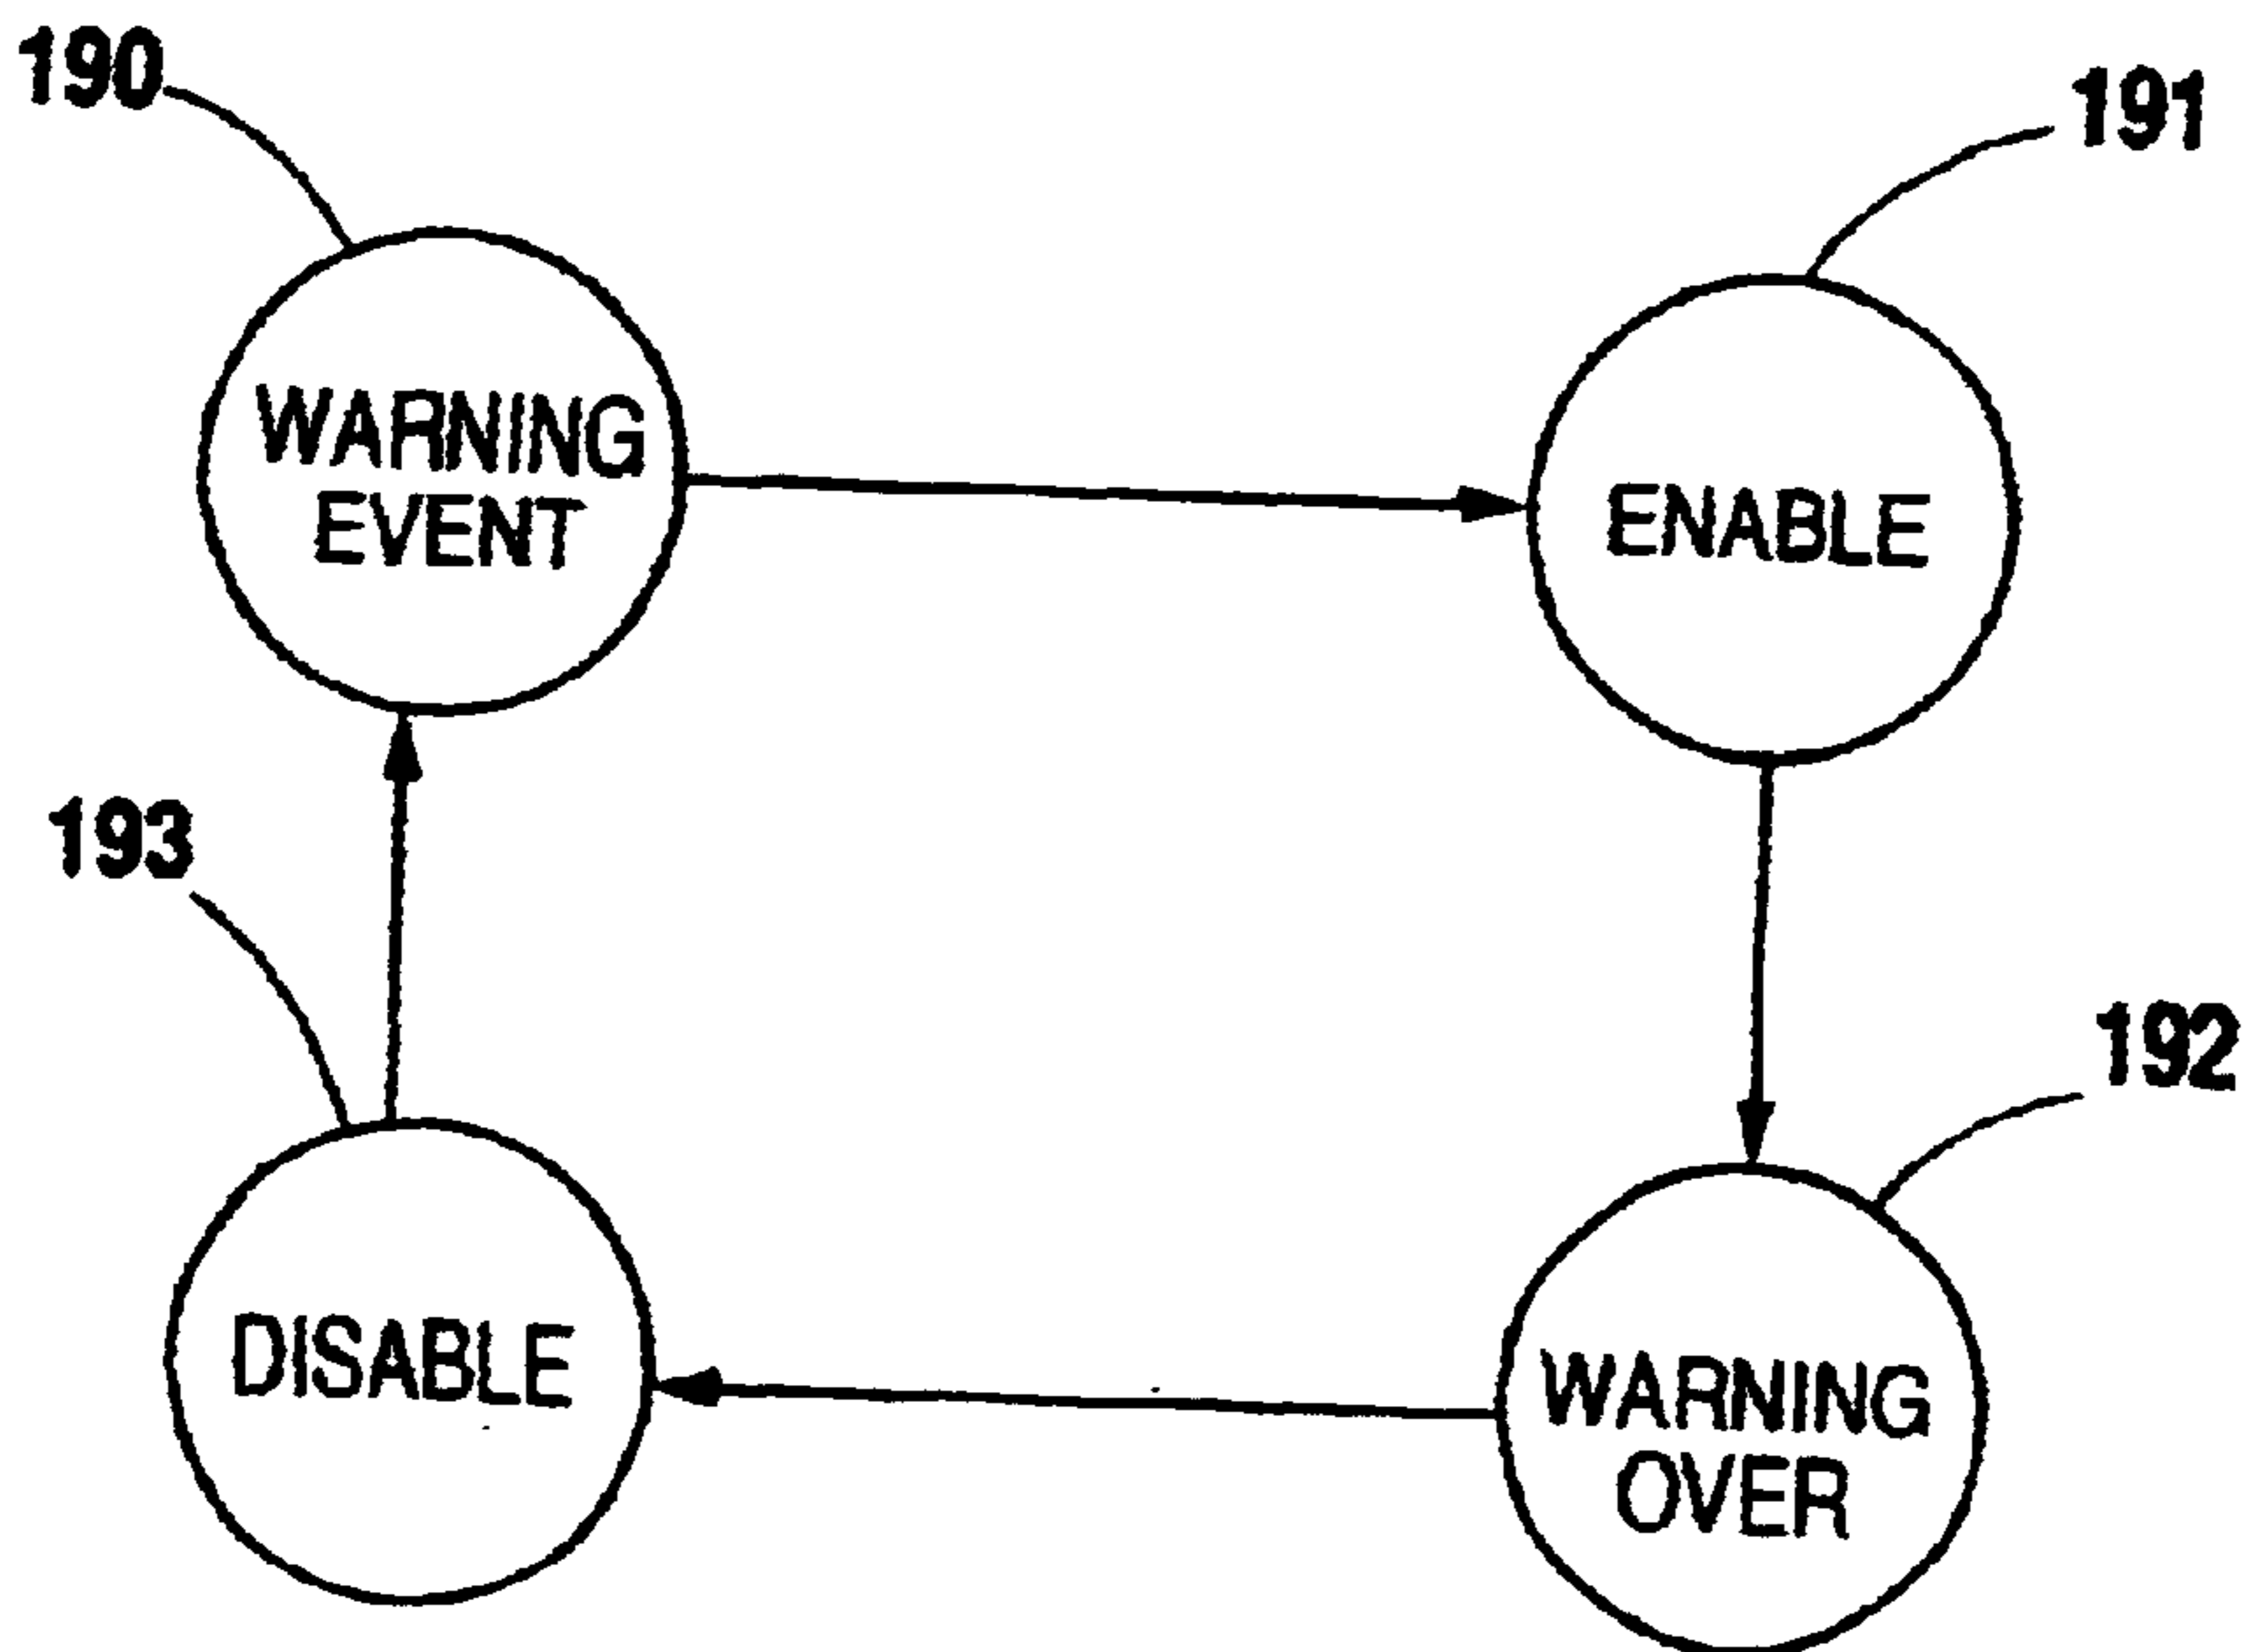 190
191
WARNING
EVENT
ENABLE
193
192
DISABLE
WARNING
OVER